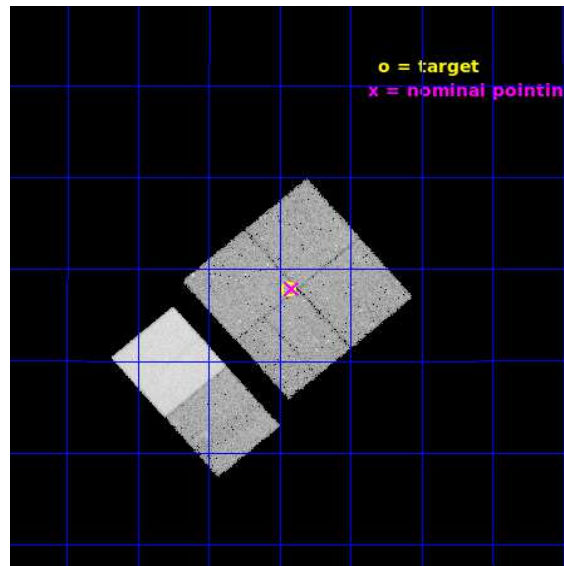 o = target
x = nominal pointin